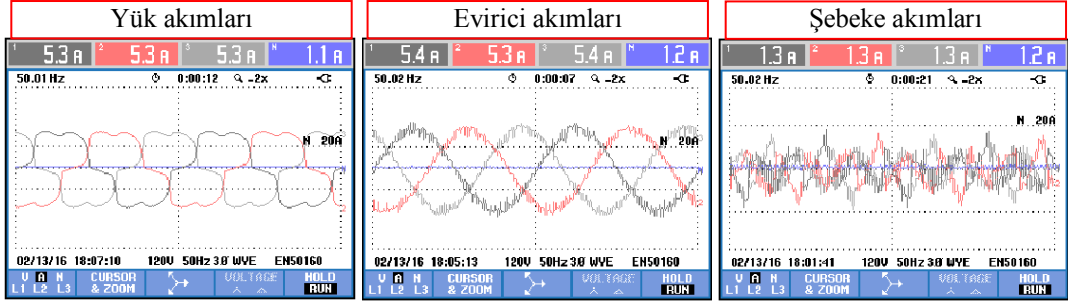 Yük akımları
1 5.3 A 2 5.3 A 3 5.3 A N 1.1 A
50.01 Hz 0:00:12 -2x
N 20A
02/13/16 18:07:10 120V 50Hz 3Ø WYE EN50160
V A N L1 L2 L3 CURSOR & ZOOM VOLTAGE HOLD RUN
Evirici akımları
1 5.4 A 2 5.3 A 3 5.4 A N 1.2 A
50.02 Hz 0:00:07 -2x
N 20A
02/13/16 18:05:13 120V 50Hz 3Ø WYE EN50160
V A N L1 L2 L3 CURSOR & ZOOM VOLTAGE HOLD RUN
Şebeke akımları
1 1.3 A 2 1.3 A 3 1.3 A N 1.2 A
50.02 Hz 0:00:21 -2x
N 20A
02/13/16 18:01:41 120V 50Hz 3Ø WYE EN50160
V A N L1 L2 L3 CURSOR & ZOOM VOLTAGE HOLD RUN